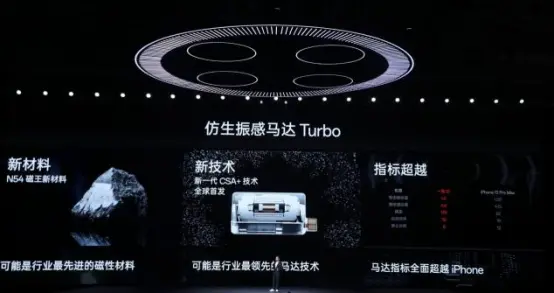 仿生振感马达 Turbo
新材料
N54 磁王新材料
可能是行业最先进的磁性材料
新技术
新一代 CSA+ 技术
全球首发
可能是行业最领先的马达技术
指标超越
马达指标全面超越 iPhone